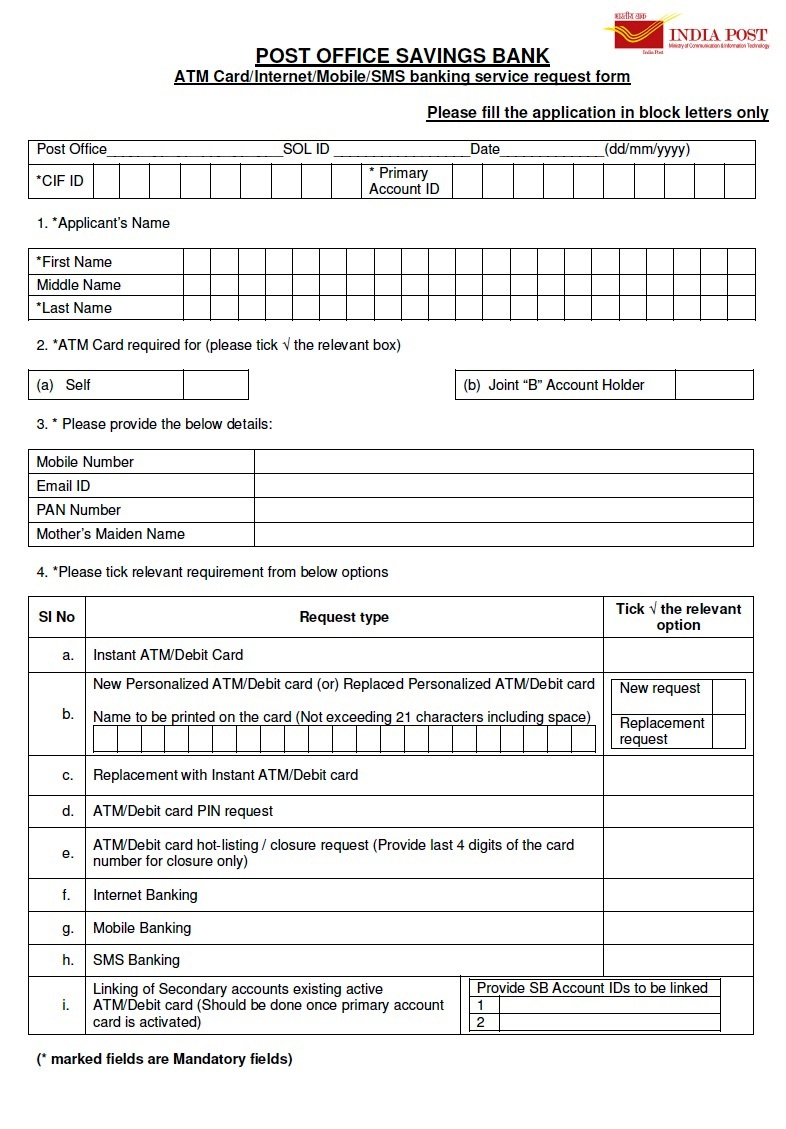 भारतीय डाक
INDIA POST
Ministry of Communication & Information Technology
India Post
POST OFFICE SAVINGS BANK
ATM Card/Internet/Mobile/SMS banking service request form
Please fill the application in block letters only
Post Office______________________SOL ID _________________Date_____________(dd/mm/yyyy)
*CIF ID
* Primary
Account ID
1. *Applicant's Name
*First Name
Middle Name
*Last Name
2. *ATM Card required for (please tick √ the relevant box)
(a) Self
(b) Joint “B” Account Holder
3. * Please provide the below details:
Mobile Number
Email ID
PAN Number
Mother's Maiden Name
4. *Please tick relevant requirement from below options
Sl No Request type Tick √ the relevant
option
a. Instant ATM/Debit Card
b. New Personalized ATM/Debit card (or) Replaced Personalized ATM/Debit card
Name to be printed on the card (Not exceeding 21 characters including space)
New request
Replacement
request
c. Replacement with Instant ATM/Debit card
d. ATM/Debit card PIN request
e. ATM/Debit card hot-listing / closure request (Provide last 4 digits of the card
number for closure only)
f. Internet Banking
g. Mobile Banking
h. SMS Banking
i. Linking of Secondary accounts existing active
ATM/Debit card (Should be done once primary account
card is activated)
Provide SB Account IDs to be linked
1
2
(* marked fields are Mandatory fields)